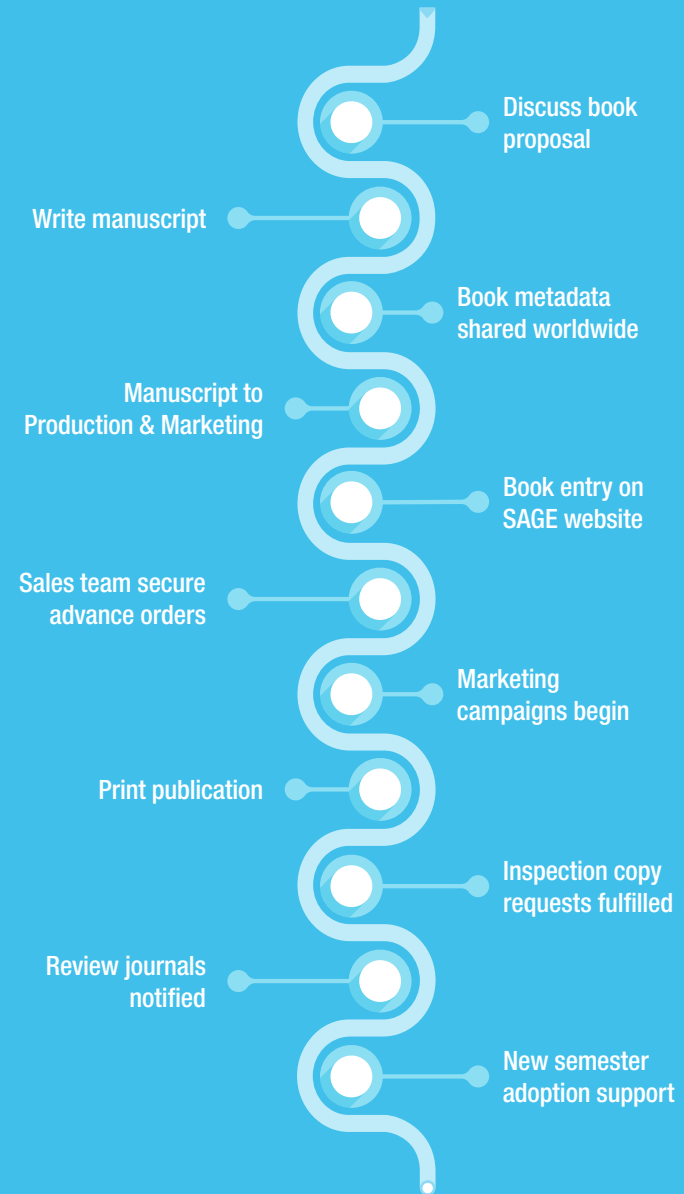 Discuss book
proposal
Write manuscript
Book metadata
shared worldwide
Manuscript to
Production & Marketing
Book entry on
SAGE website
Sales team secure
advance orders
Marketing
campaigns begin
Print publication
Inspection copy
requests fulfilled
Review journals
notified
New semester
adoption support